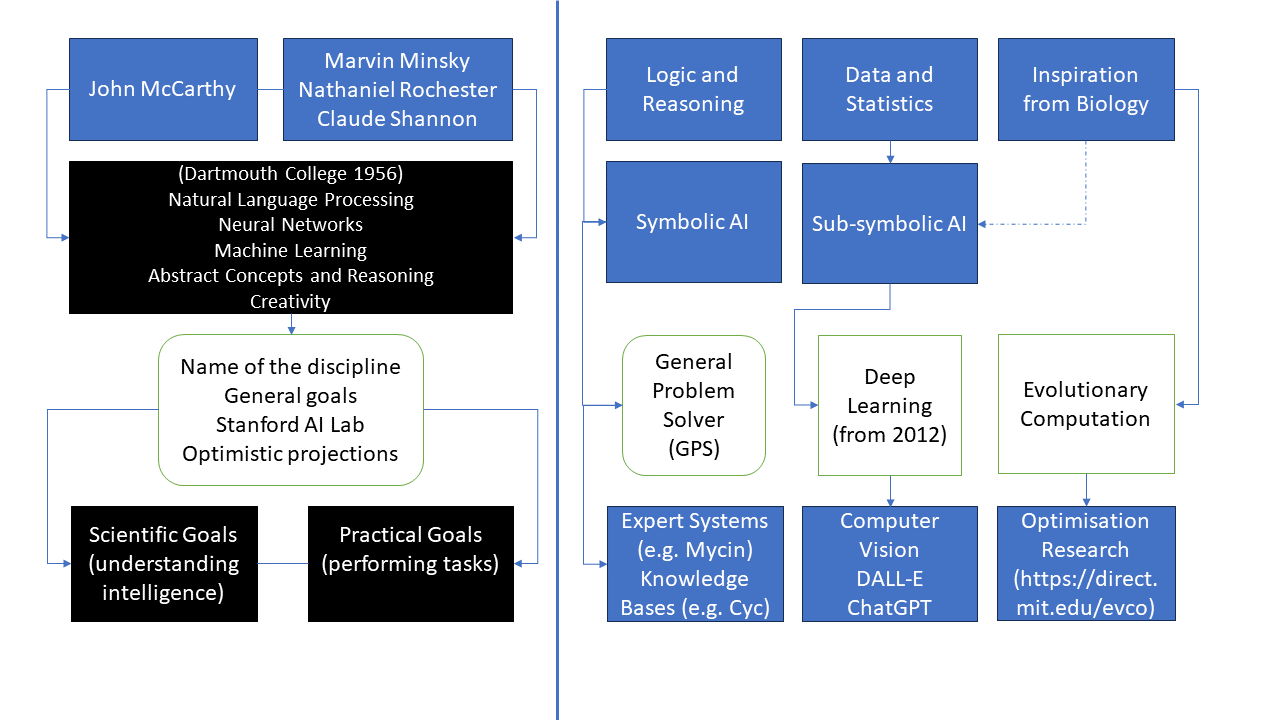 John McCarthy
Marvin Minsky
Nathaniel Rochester
Claude Shannon
(Dartmouth College 1956)
Natural Language Processing
Neural Networks
Machine Learning
Abstract Concepts and Reasoning
Creativity
Name of the discipline
General goals
Stanford AI Lab
Optimistic projections
Scientific Goals
(understanding
intelligence)
Practical Goals
(performing tasks)
Logic and
Reasoning
Data and
Statistics
Inspiration
from Biology
Symbolic AI
Sub-symbolic AI
General
Problem
Solver
(GPS)
Deep
Learning
(from 2012)
Evolutionary
Computation
Expert Systems
(e.g. Mycin)
Knowledge
Bases (e.g. Cyc)
Computer
Vision
DALL-E
ChatGPT
Optimisation
Research
(https://direct.
mit.edu/evco)